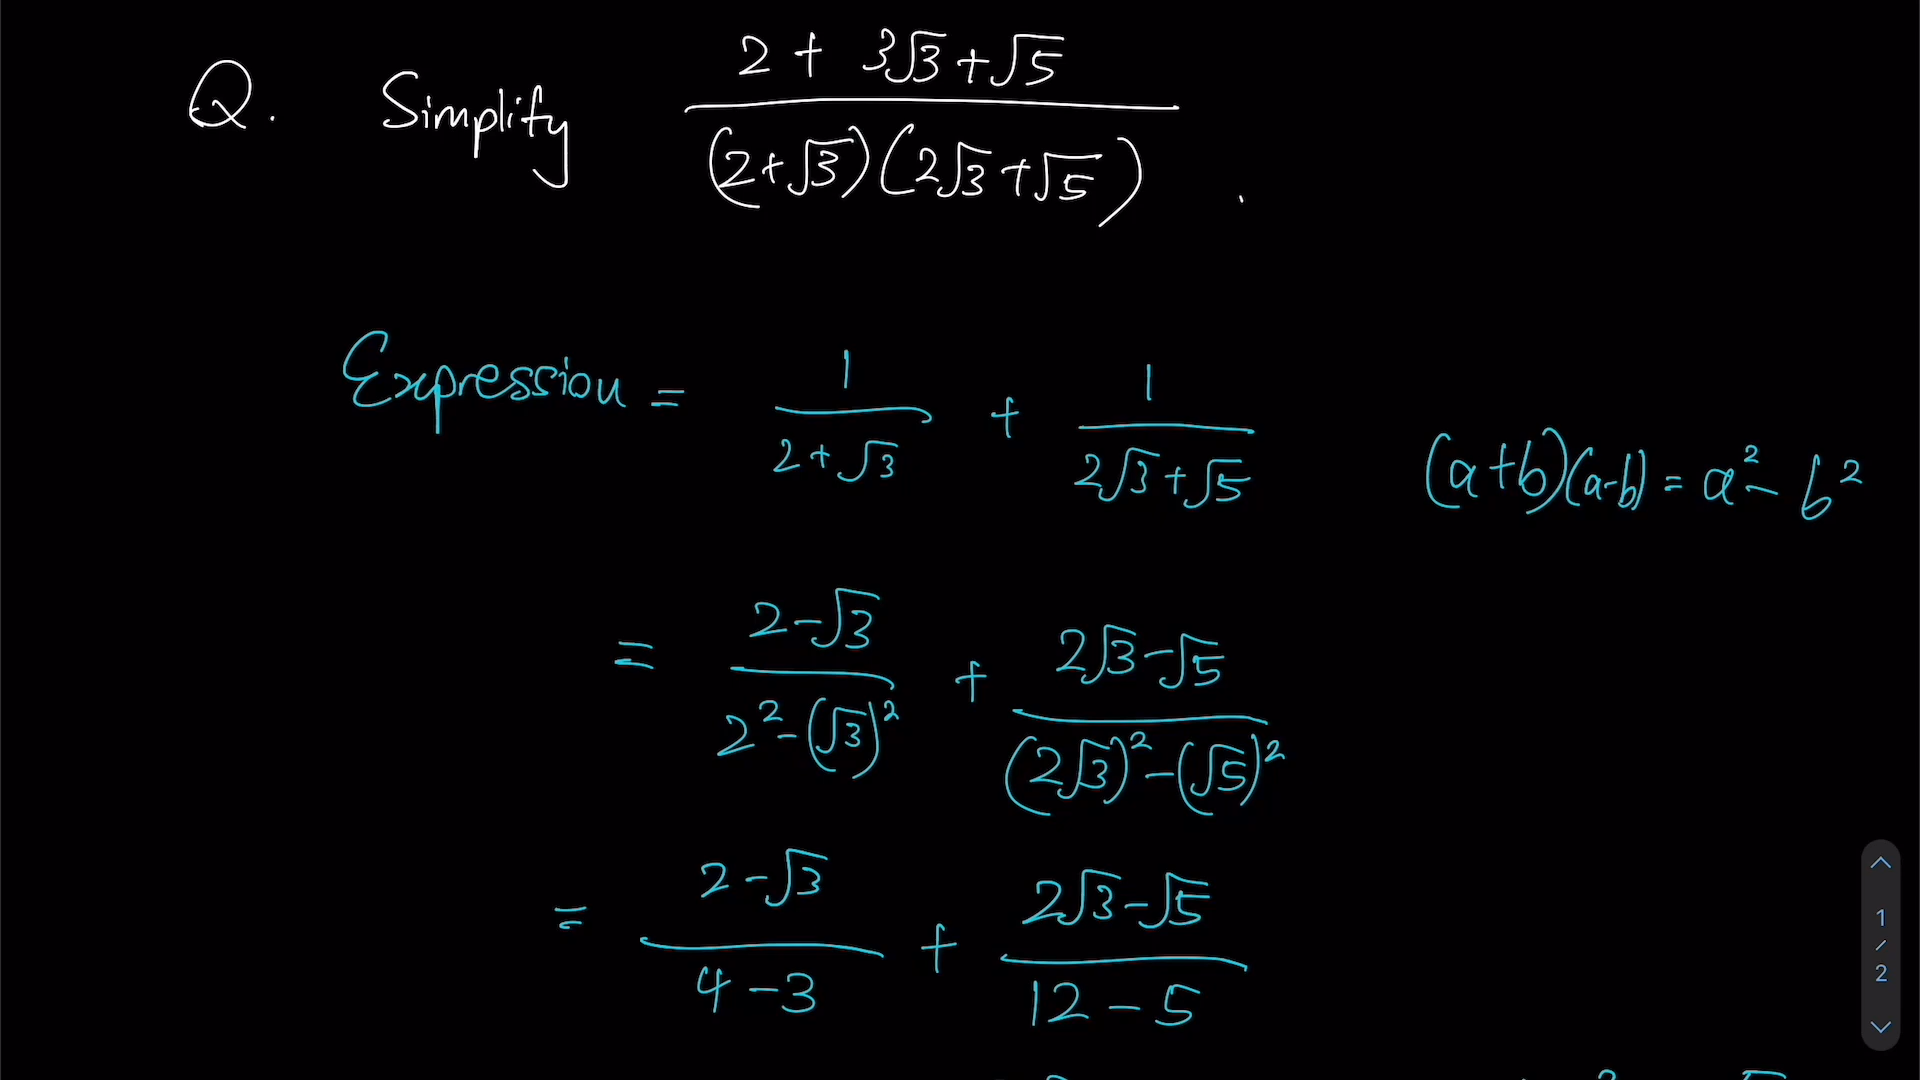 Q. Simplify (2 + 3√3 + √5) / ((2+√3)(2√3+√5)) .
Expression = 1/(2+√3) + 1/(2√3+√5)
(a+b)(a-b) = a² - b²
= (2-√3)/(2²-(√3)²) + (2√3-√5)/((2√3)²-(√5)²)
= (2-√3)/(4-3) + (2√3-√5)/(12-5)
1
/
2